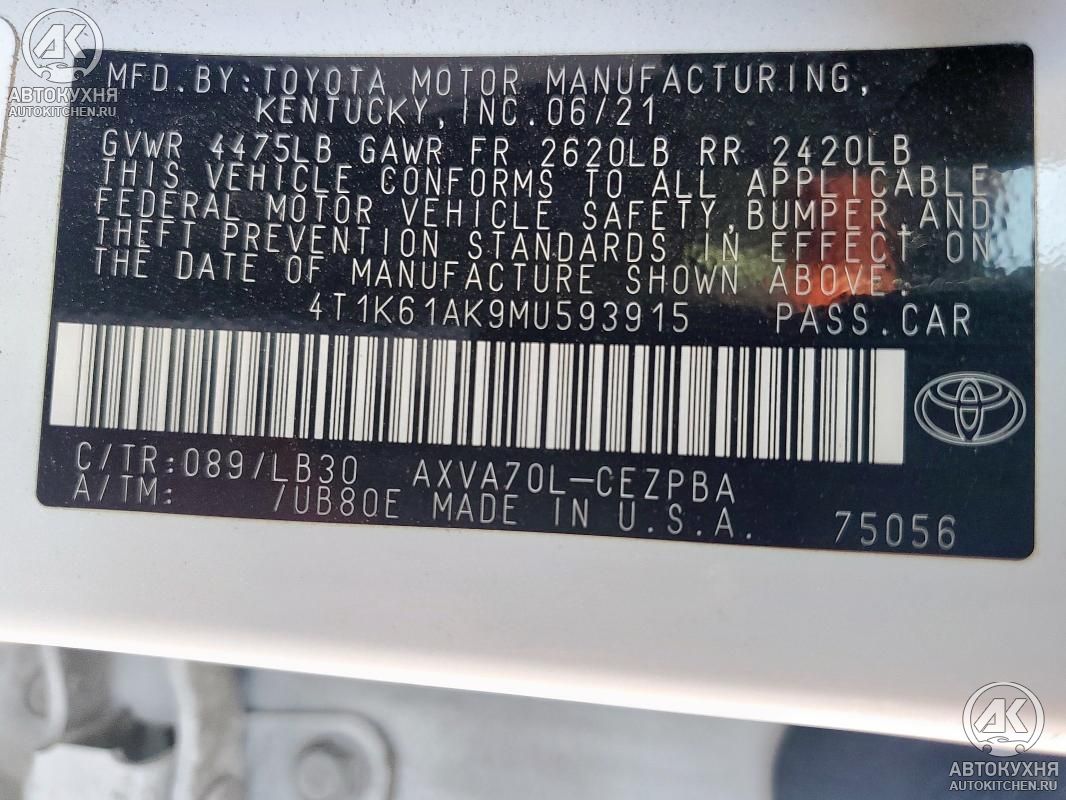 АК
АВТОКУХНЯ
AUTOKITCHEN.RU
MFD.BY:TOYOTA MOTOR MANUFACTURING,
KENTUCKY,INC.06/21
GVWR 4475LB GAWR FR 2620LB RR 2420LB
THIS VEHICLE CONFORMS TO ALL APPLICABLE
FEDERAL MOTOR VEHICLE SAFETY,BUMPER,AND
THEFT PREVENTION STANDARDS IN EFFECT ON
THE DATE OF MANUFACTURE SHOWN ABOVE.
4T1K61AK9MU593915 PASS.CAR
C/TR:089/LB30 AXVA70L-CEZPBA
A/TM: /UB80E MADE IN U.S.A. 75056
АК
АВТОКУХНЯ
AUTOKITCHEN.RU